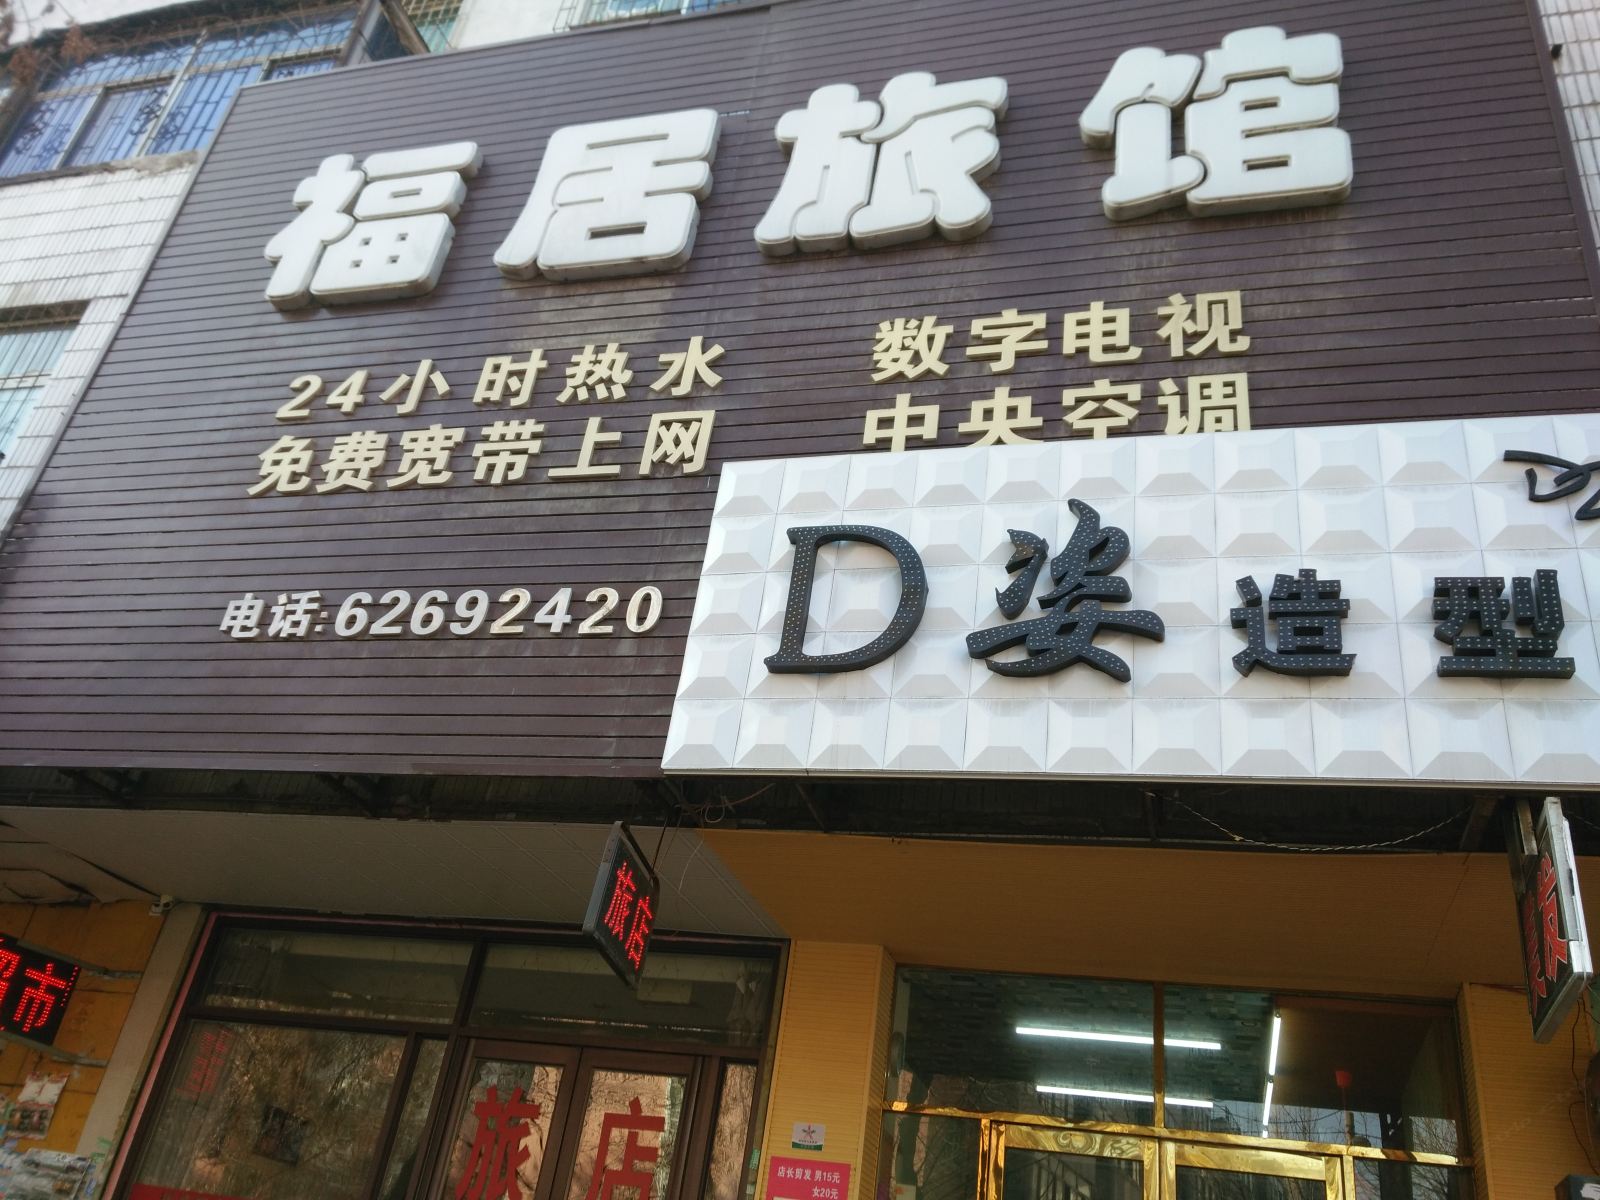 福居旅馆
24小时热水
数字电视
免费宽带上网
中央空调
电话:62692420
D姿造型
旅店
超市
旅店
店长剪发 男15元
女20元